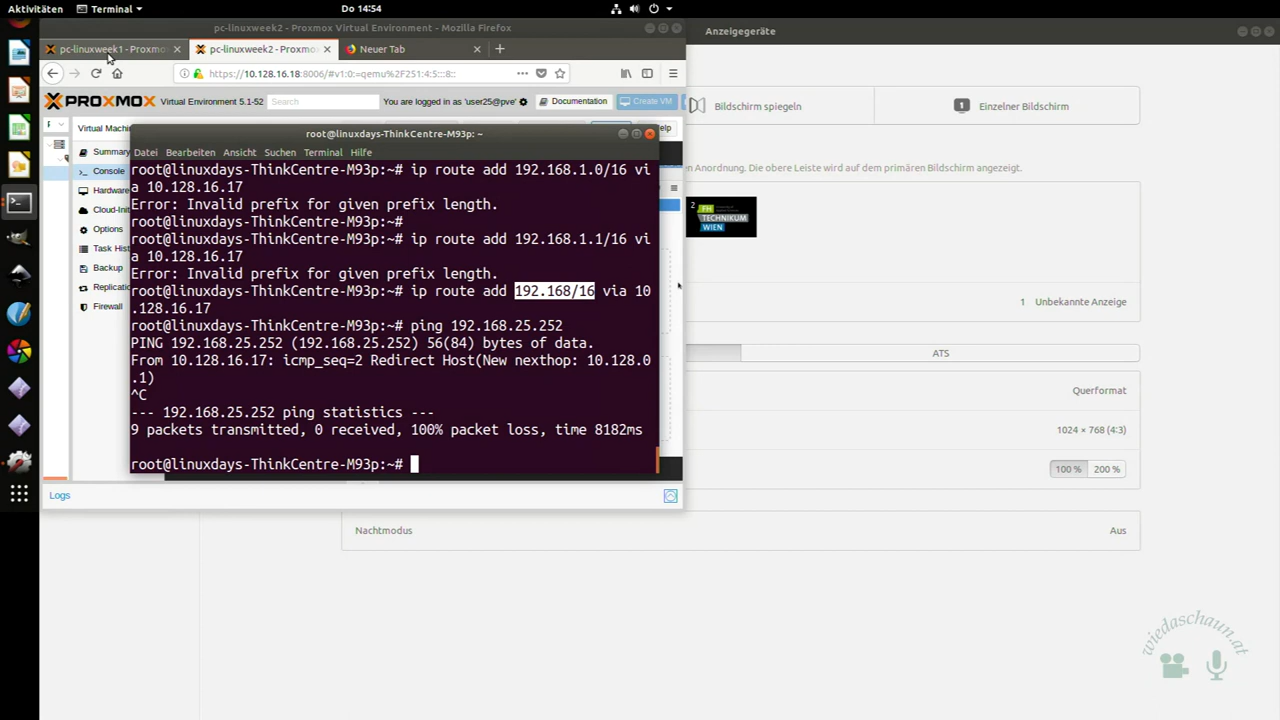 Aktivitäten
Terminal
Do 14:54
pc-linuxweek2 - Proxmox Virtual Environment - Mozilla Firefox
Anzeigegeräte
pc-linuxweek1 - Proxmo
pc-linuxweek2 - Proxmo
Neuer Tab
https://10.128.16.18:8006/#v1:0:=qemu%2F251:4:5:::8::
PROXMOX
Virtual Environment 5.1-52
Search
You are logged in as 'user25@pve'
Documentation
Create VM
Bildschirm spiegeln
1
Einzelner Bildschirm
Virtual Machin
elp
root@linuxdays-ThinkCentre-M93p: ~
Datei
Bearbeiten
Ansicht
Suchen
Terminal
Hilfe
Summary
Console
Hardware
Cloud-Init
Options
Task Hist
Backup
Replicatio
Firewall
n Anordnung. Die obere Leiste wird auf dem primären Bildschirm angezeigt.
2
FH
TECHNIKUM
WIEN
root@linuxdays-ThinkCentre-M93p:~# ip route add 192.168.1.0/16 vi
a 10.128.16.17
Error: Invalid prefix for given prefix length.
root@linuxdays-ThinkCentre-M93p:~#
root@linuxdays-ThinkCentre-M93p:~# ip route add 192.168.1.1/16 vi
a 10.128.16.17
Error: Invalid prefix for given prefix length.
root@linuxdays-ThinkCentre-M93p:~# ip route add 192.168/16 via 10
.128.16.17
root@linuxdays-ThinkCentre-M93p:~# ping 192.168.25.252
PING 192.168.25.252 (192.168.25.252) 56(84) bytes of data.
From 10.128.16.17: icmp_seq=2 Redirect Host(New nexthop: 10.128.0
.1)
^C
--- 192.168.25.252 ping statistics ---
9 packets transmitted, 0 received, 100% packet loss, time 8182ms
root@linuxdays-ThinkCentre-M93p:~#
1
Unbekannte Anzeige
ATS
Querformat
1024 × 768 (4:3)
100 %
200 %
Logs
Nachtmodus
Aus
wiedaschaun.at